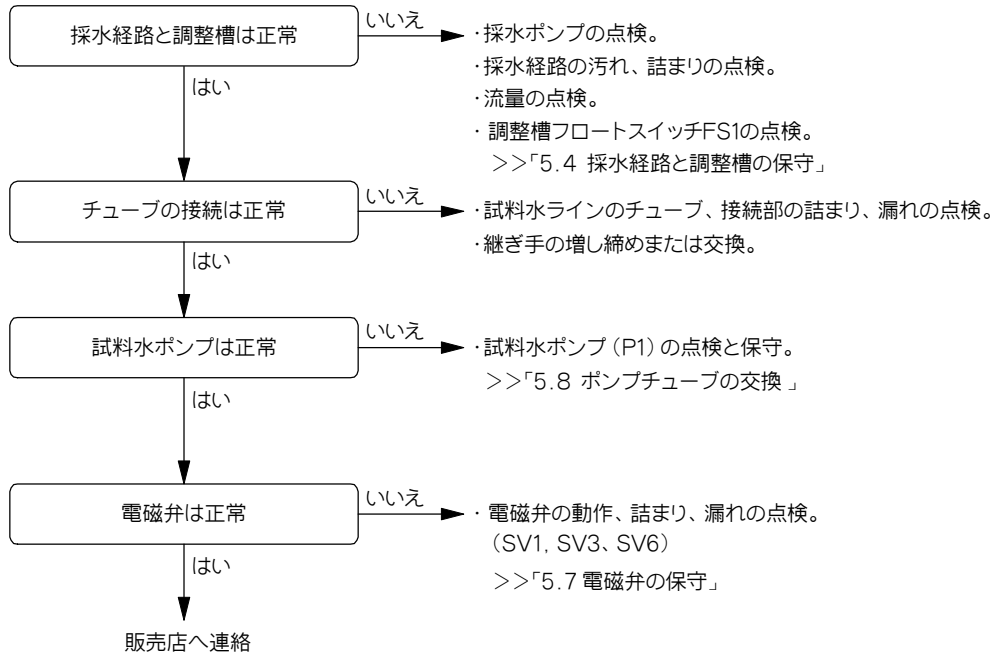 採水経路と調整槽は正常
いいえ
・採水ポンプの点検。
・採水経路の汚れ、詰まりの点検。
・流量の点検。
・調整槽フロートスイッチFS1の点検。
>>「5.4 採水経路と調整槽の保守」
はい
チューブの接続は正常
いいえ
・試料水ラインのチューブ、接続部の詰まり、漏れの点検。
・継ぎ手の増し締めまたは交換。
はい
試料水ポンプは正常
いいえ
・試料水ポンプ(P1)の点検と保守。
>>「5.8 ポンプチューブの交換 」
はい
電磁弁は正常
いいえ
・電磁弁の動作、詰まり、漏れの点検。
(SV1, SV3、SV6)
>>「5.7 電磁弁の保守」
はい
販売店へ連絡